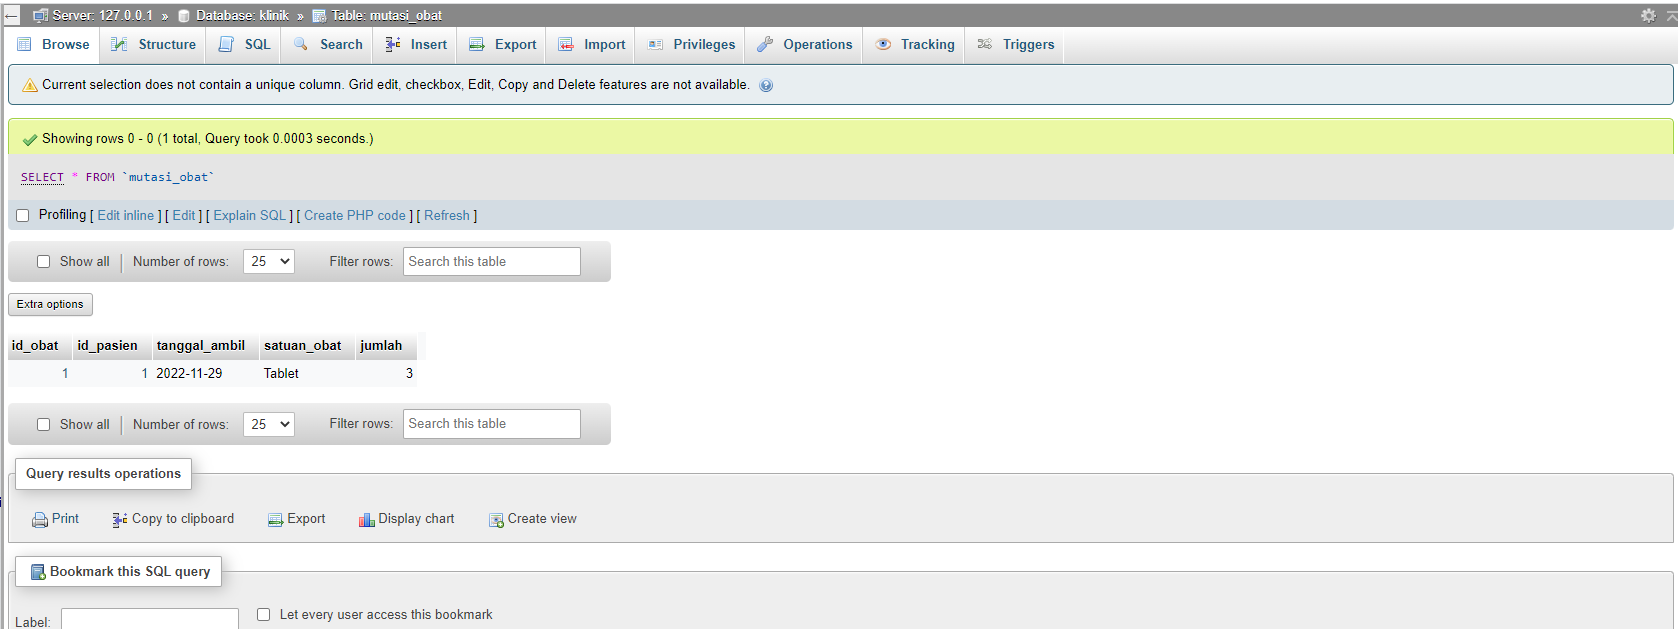 Server: 127.0.0.1 » Database: klinik » Table: mutasi_obat
Browse Structure SQL Search Insert Export Import Privileges Operations Tracking Triggers
Current selection does not contain a unique column. Grid edit, checkbox, Edit, Copy and Delete features are not available.
Showing rows 0 - 0 (1 total, Query took 0.0003 seconds.)
SELECT * FROM `mutasi_obat`
Profiling [ Edit inline ] [ Edit ] [ Explain SQL ] [ Create PHP code ] [ Refresh ]
Show all | Number of rows: 25 Filter rows: Search this table
Extra options
id_obat id_pasien tanggal_ambil satuan_obat jumlah
1 1 2022-11-29 Tablet 3
Show all | Number of rows: 25 Filter rows: Search this table
Query results operations
Print Copy to clipboard Export Display chart Create view
Bookmark this SQL query
Label: Let every user access this bookmark